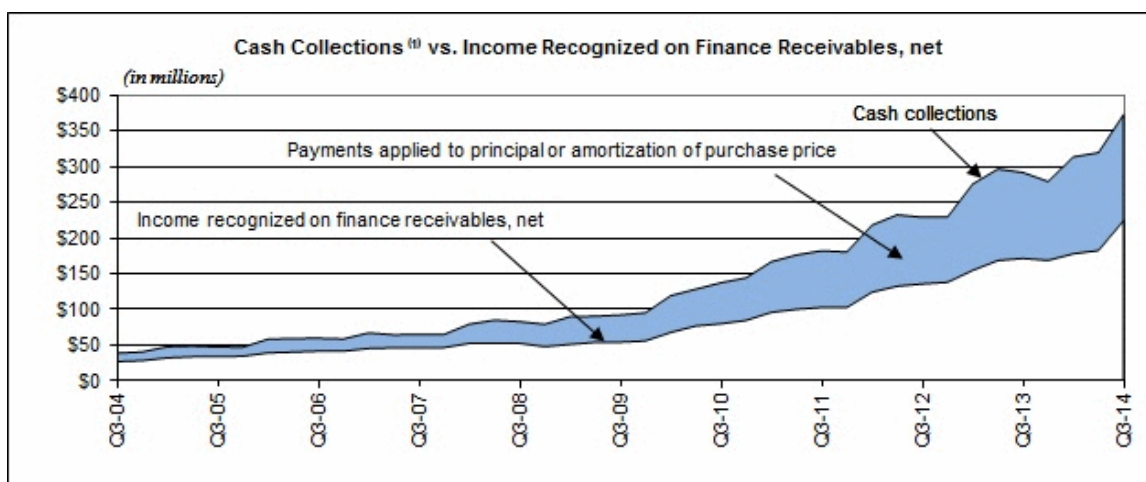 Cash Collections (1) vs. Income Recognized on Finance Receivables, net
(in millions)
$400
$350
$300
$250
$200
$150
$100
$50
$0
Cash collections
Payments applied to principal or amortization of purchase price
Income recognized on finance receivables, net
Q3-04
Q3-05
Q3-06
Q3-07
Q3-08
Q3-09
Q3-10
Q3-11
Q3-12
Q3-13
Q3-14